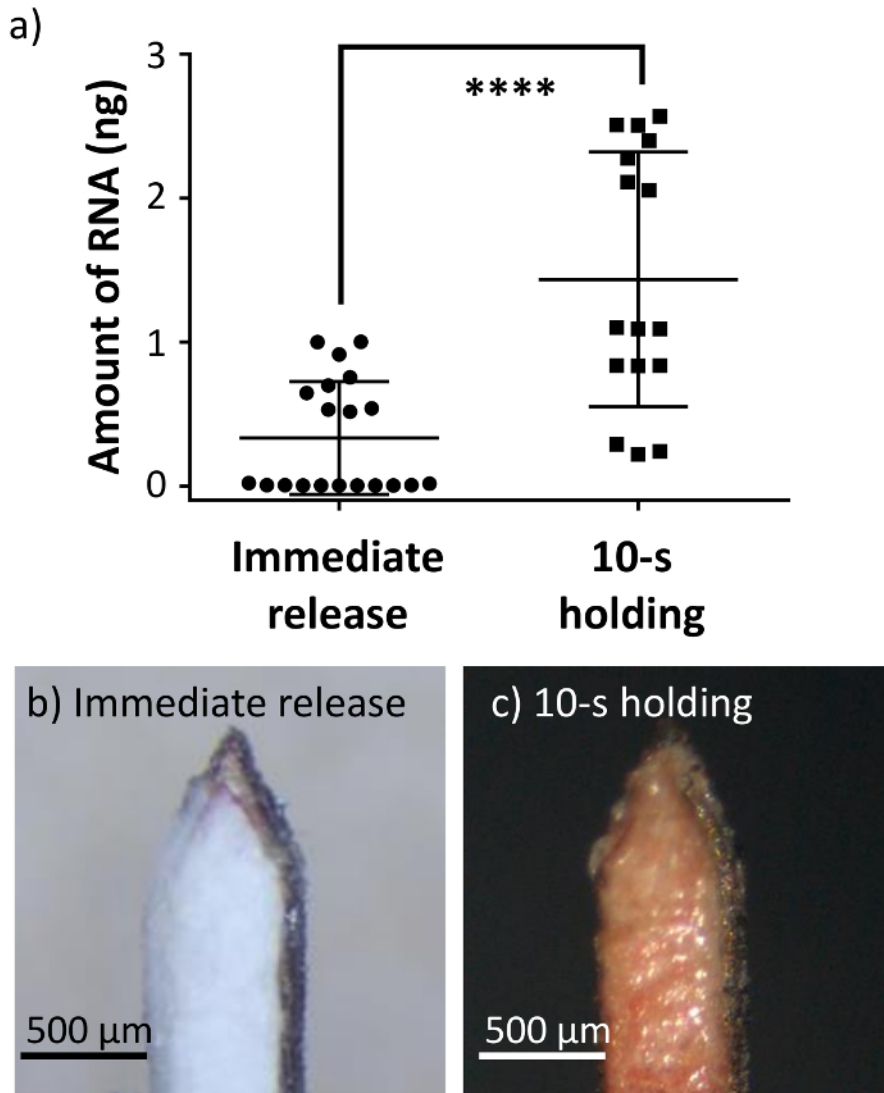 a)
3
****
2
1
0
Amount of RNA (ng)
Immediate
release
10-s
holding
b) Immediate release
500 µm
c) 10-s holding
500 µm